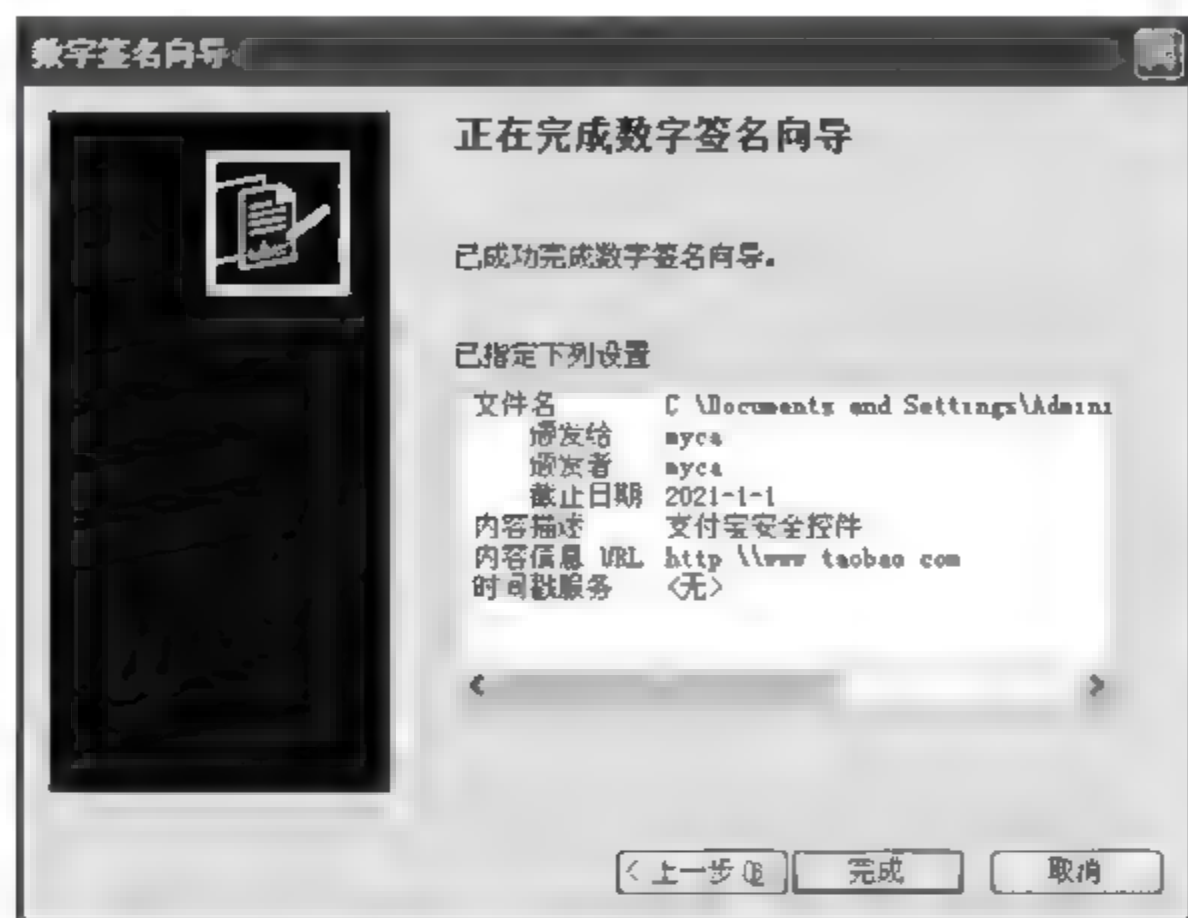 数字签名向导
正在完成数字签名向导
已成功完成数字签名向导。
已指定下列设置
文件名 C \Documents and Settings\Admini
颁发给 myca
颁发者 myca
截止日期 2021-1-1
内容描述 支付宝安全控件
内容信息 URL http \\www taobao com
时间戳服务 <无>
< 上一步(B) 完成 取消